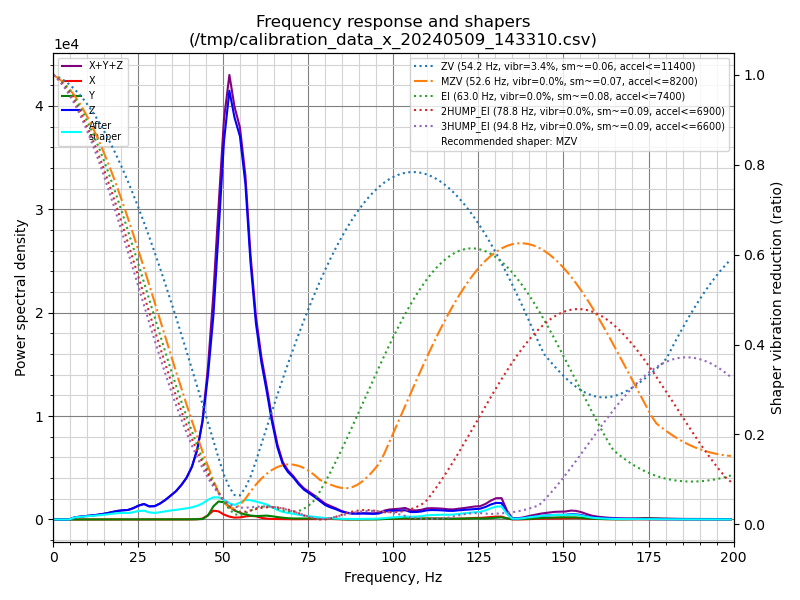 Frequency response and shapers
(/tmp/calibration_data_x_20240509_143310.csv)
1e4
X+Y+Z
X
Y
Z
After
shaper
ZV (54.2 Hz, vibr=3.4%, sm~=0.06, accel<=11400)
MZV (52.6 Hz, vibr=0.0%, sm~=0.07, accel<=8200)
EI (63.0 Hz, vibr=0.0%, sm~=0.08, accel<=7400)
2HUMP_EI (78.8 Hz, vibr=0.0%, sm~=0.09, accel<=6900)
3HUMP_EI (94.8 Hz, vibr=0.0%, sm~=0.09, accel<=6600)
Recommended shaper: MZV
Power spectral density
4
3
2
1
0
1.0
0.8
0.6
0.4
0.2
0.0
Shaper vibration reduction (ratio)
0 25 50 75 100 125 150 175 200
Frequency, Hz